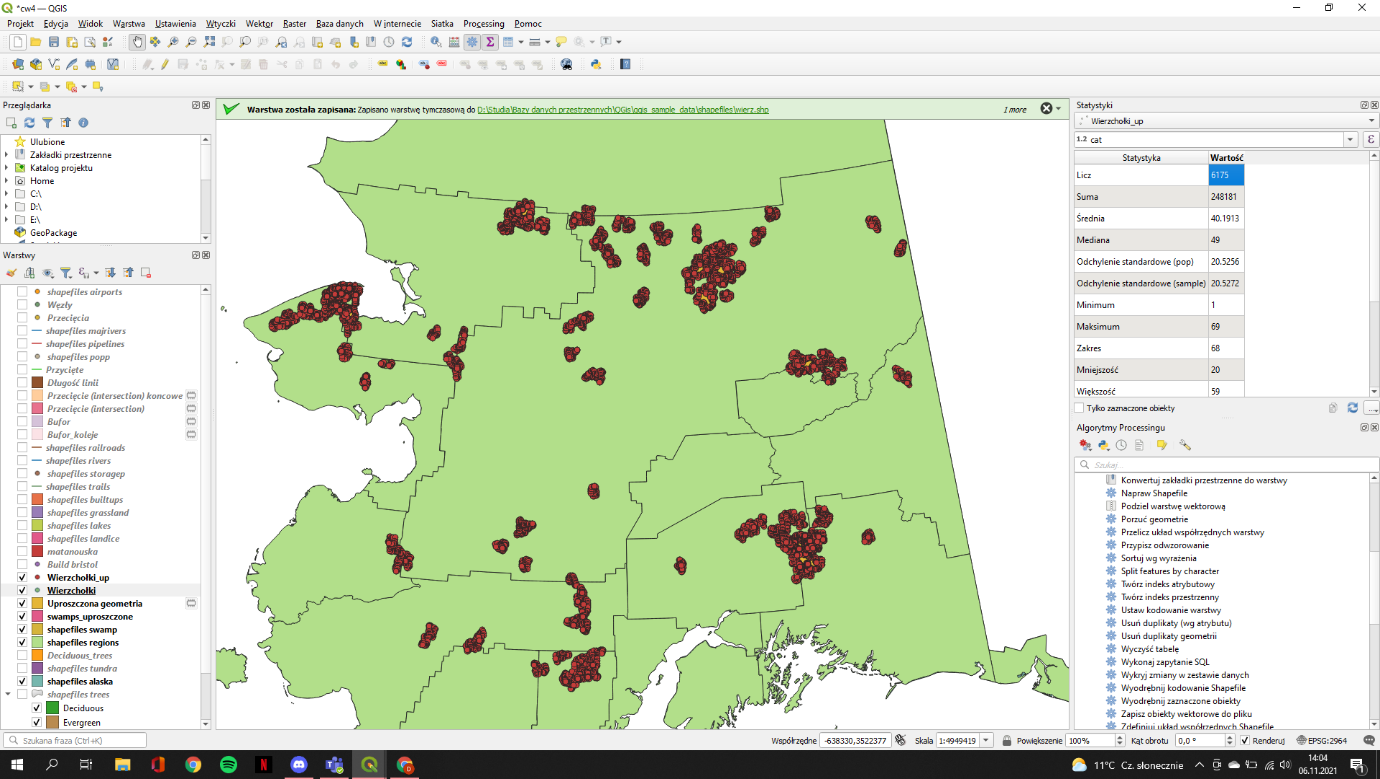 *cw4 — QGIS
Projekt Edycja Widok Warstwa Ustawienia Wtyczki Wektor Raster Baza danych W internecie Siatka Processing Pomoc
Przeglądarka
Ulubione
Zakładki przestrzenne
Katalog projektu
Home
C:\
D:\
E:\
GeoPackage
Warstwy
shapefiles airports
Węzły
Przecięcia
shapefiles majrivers
shapefiles pipelines
shapefiles popp
Przycięte
Długość linii
Przecięcie (intersection) koncowe
Przecięcie (intersection)
Bufor
Bufor_koleje
shapefiles railroads
shapefiles rivers
shapefiles storagep
shapefiles trails
shapefiles builtups
shapefiles grassland
shapefiles lakes
shapefiles landice
matanouska
Build bristol
Wierzchołki_up
Wierzchołki
Uproszczona geometria
swamps_uproszczone
shapefiles swamp
shapefiles regions
Deciduous_trees
shapefiles tundra
shapefiles alaska
shapefiles trees
Deciduous
Evergreen
Warstwa została zapisana: Zapisano warstwę tymczasową do D:\Studia\Bazy danych przestrzennych\QGis\qgis_sample_data\shapefiles\wierz.shp
1 more
Statystyki
Wierzchołki_up
1.2 cat
Statystyka Wartość
Licz 6175
Suma 248181
Średnia 40.1913
Mediana 49
Odchylenie standardowe (pop) 20.5256
Odchylenie standardowe (sample) 20.5272
Minimum 1
Maksimum 69
Zakres 68
Mniejszość 20
Większość 59
Tylko zaznaczone obiekty
Algorytmy Processingu
Szukaj...
Konwertuj zakładki przestrzenne do warstwy
Napraw Shapefile
Podziel warstwę wektorową
Porzuć geometrie
Przelicz układ współrzędnych warstwy
Przypisz odwzorowanie
Sortuj wg wyrażenia
Split features by character
Twórz indeks atrybutowy
Twórz indeks przestrzenny
Ustaw kodowanie warstwy
Usuń duplikaty (wg atrybutu)
Usuń duplikaty geometrii
Wyczyść tabelę
Wykonaj zapytanie SQL
Wykryj zmiany w zestawie danych
Wyodrębnij kodowanie Shapefile
Wyodrębnij zaznaczone obiekty
Zapisz obiekty wektorowe do pliku
Zdefiniuj układ współrzędnych Shapefile
Szukana fraza (Ctrl+K)
Współrzędne -638330,3522377 Skala 1:4949419 Powiększenie 100% Kąt obrotu 0,0 ° Renderuj EPSG:2964
11°C Cz. słonecznie
14:04
06.11.2021